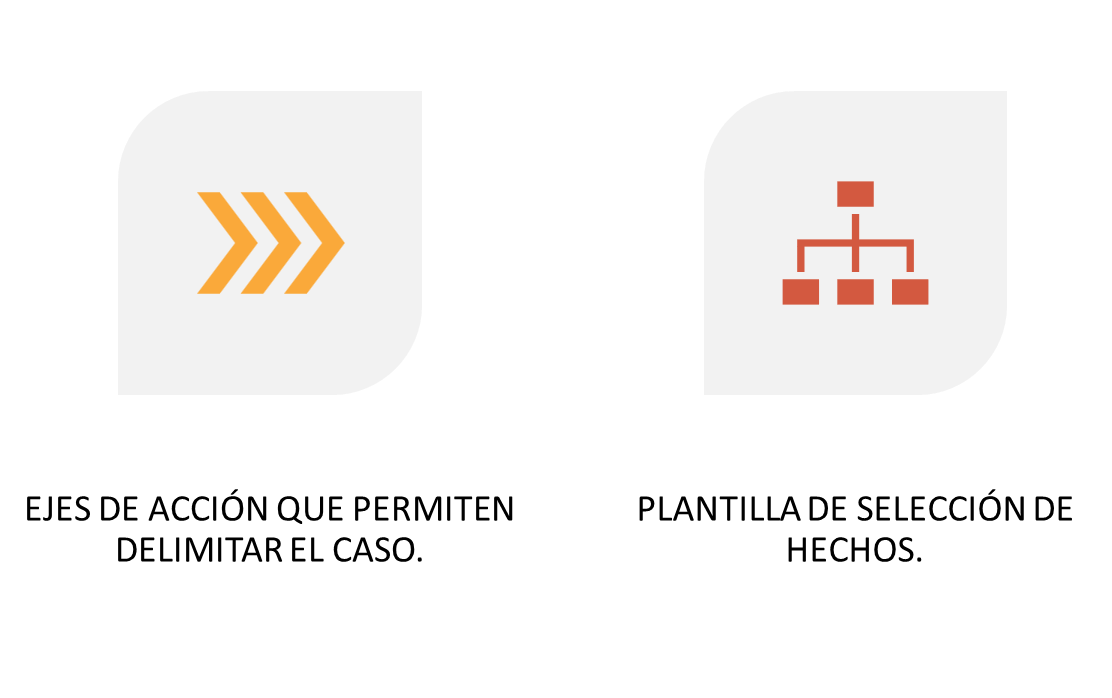 EJES DE ACCIÓN QUE PERMITEN
DELIMITAR EL CASO.
PLANTILLA DE SELECCIÓN DE
HECHOS.